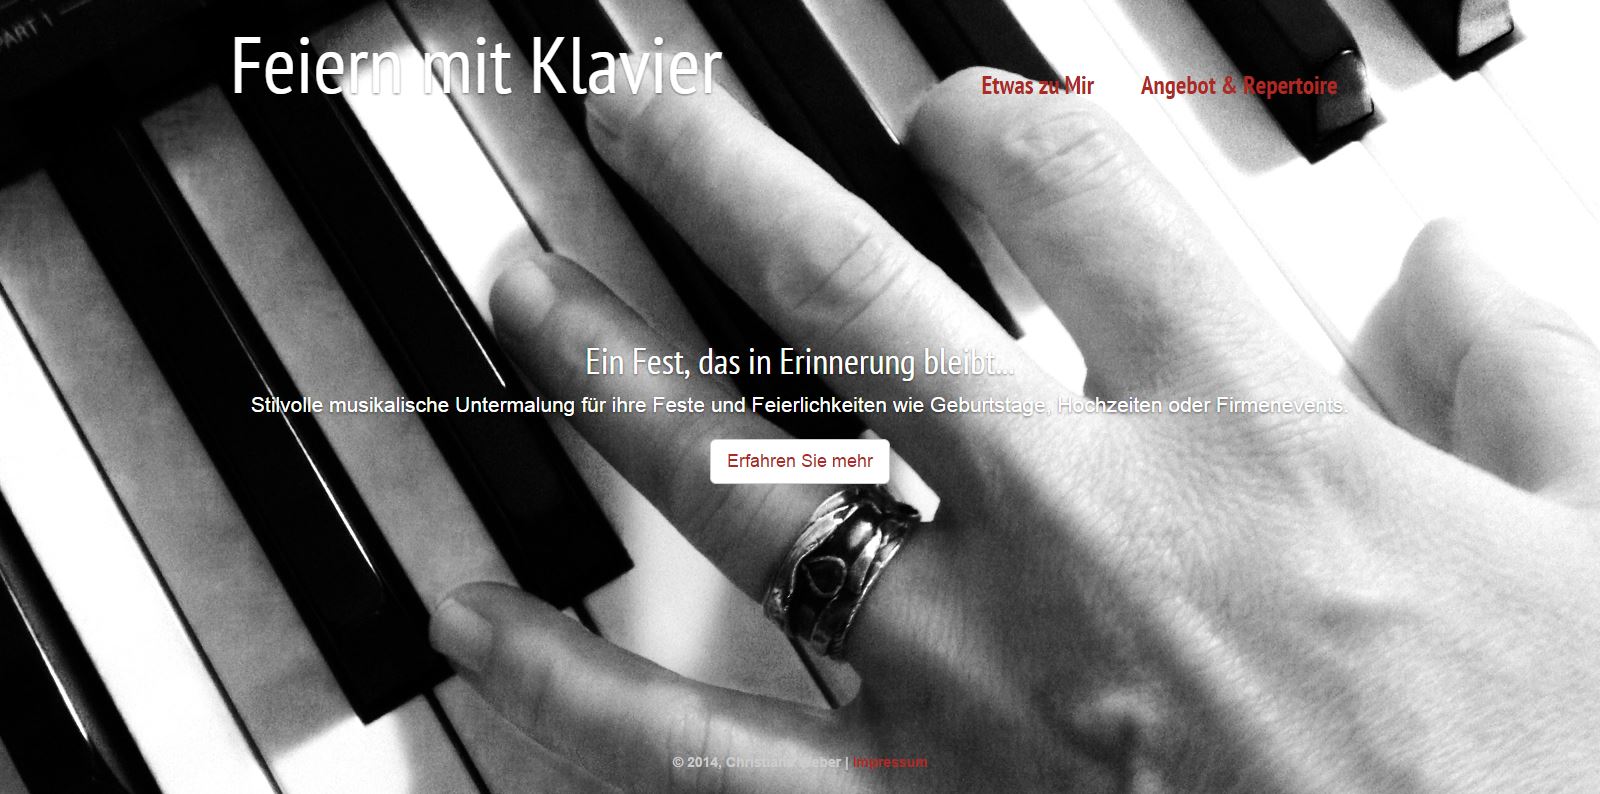 PART 1
Feiern mit Klavier
Etwas zu Mir
Angebot & Repertoire
Ein Fest, das in Erinnerung bleibt...
Stilvolle musikalische Untermalung für ihre Feste und Feierlichkeiten wie Geburtstage, Hochzeiten oder Firmenevents.
Erfahren Sie mehr
© 2014, Christiane Weber | Impressum